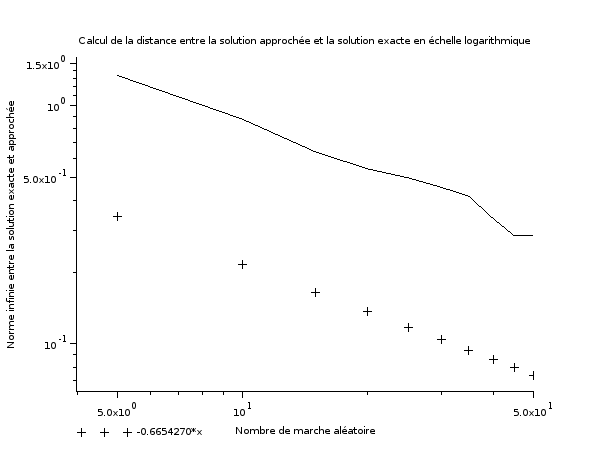 Calcul de la distance entre la solution approchée et la solution exacte en échelle logarithmique
Norme infinie entre la solution exacte et approchée
1.5x10^0
10^0
5.0x10^-1
10^-1
5.0x10^0
10^1
5.0x10^1
-0.6654270*x
Nombre de marche aléatoire